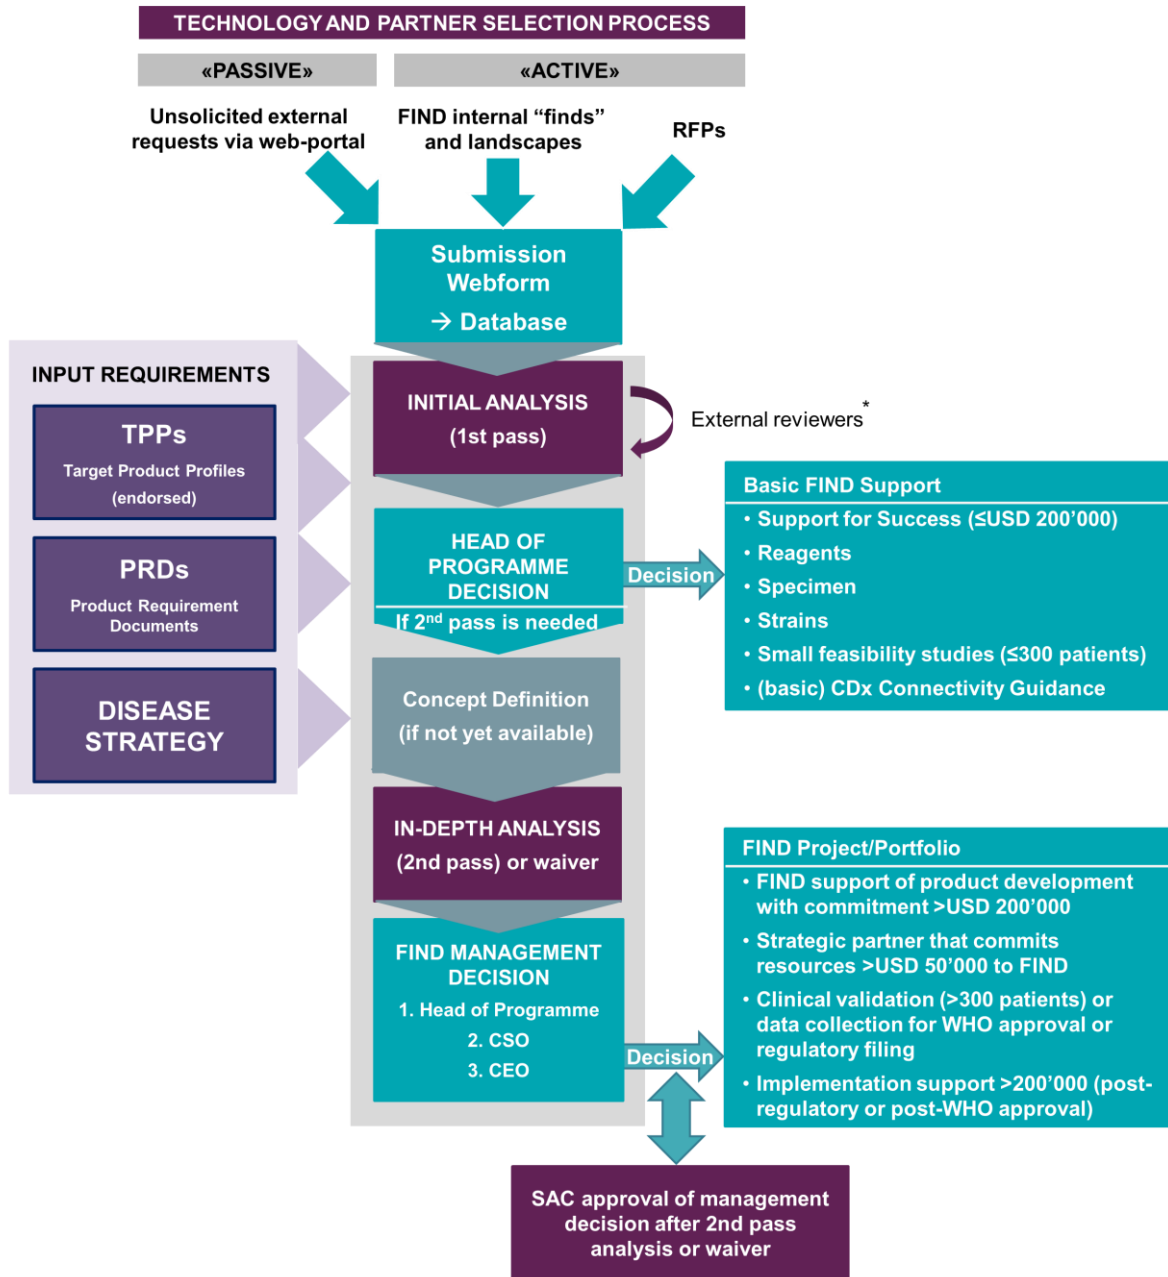 TECHNOLOGY AND PARTNER SELECTION PROCESS
«PASSIVE»
«ACTIVE»
Unsolicited external
requests via web-portal
FIND internal “finds”
and landscapes
RFPs
Submission
Webform
→ Database
INPUT REQUIREMENTS
TPPs
Target Product Profiles
(endorsed)
PRDs
Product Requirement
Documents
DISEASE
STRATEGY
INITIAL ANALYSIS
(1st pass)
External reviewers*
HEAD OF
PROGRAMME
DECISION
If 2nd pass is needed
Decision
Basic FIND Support
• Support for Success (≤USD 200’000)
• Reagents
• Specimen
• Strains
• Small feasibility studies (≤300 patients)
• (basic) CDx Connectivity Guidance
Concept Definition
(if not yet available)
IN-DEPTH ANALYSIS
(2nd pass) or waiver
FIND MANAGEMENT
DECISION
1. Head of Programme
2. CSO
3. CEO
Decision
FIND Project/Portfolio
• FIND support of product development
with commitment >USD 200’000
• Strategic partner that commits
resources >USD 50’000 to FIND
• Clinical validation (>300 patients) or
data collection for WHO approval or
regulatory filing
• Implementation support >200’000 (post-
regulatory or post-WHO approval)
SAC approval of management
decision after 2nd pass
analysis or waiver